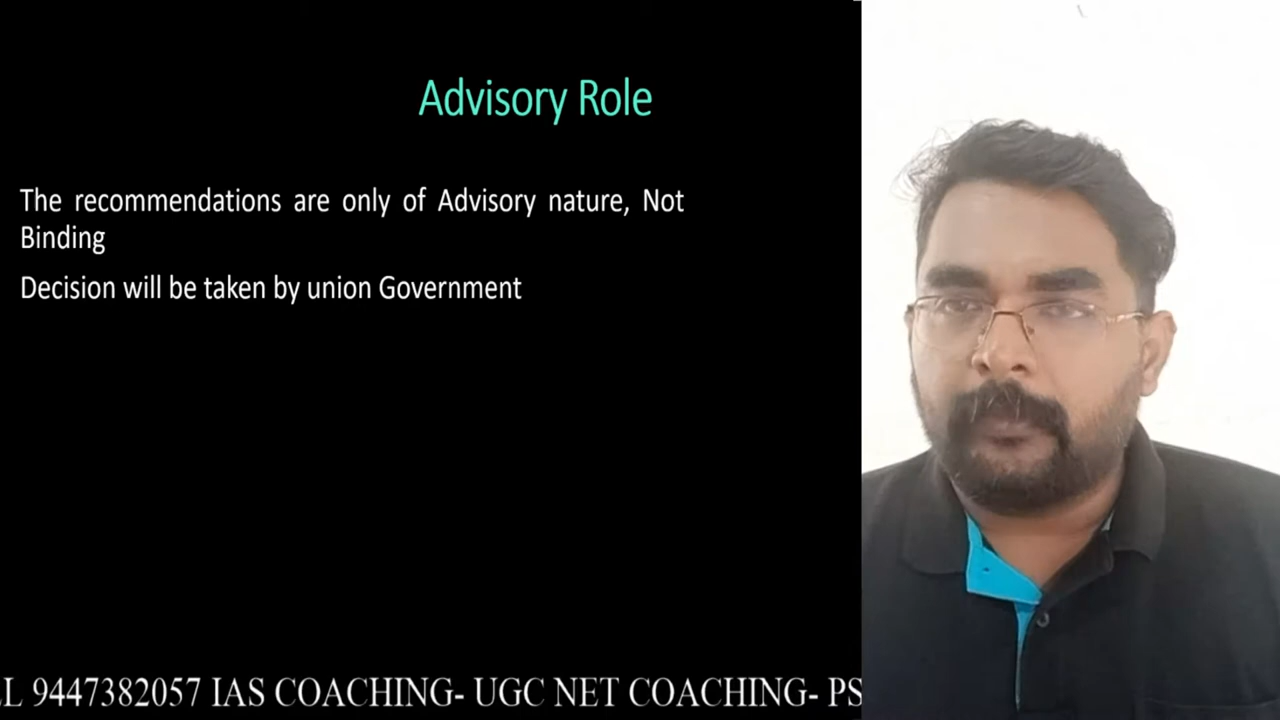 Advisory Role
The recommendations are only of Advisory nature, Not
Binding
Decision will be taken by union Government
L 9447382057 IAS COACHING- UGC NET COACHING- PS